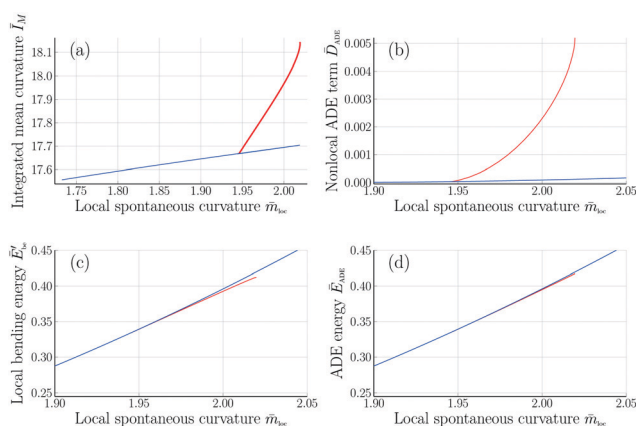 (a)
Integrated mean curvature Ī_M
18.1
18.0
17.9
17.8
17.7
17.6
1.75 1.80 1.85 1.90 1.95 2.00
Local spontaneous curvature m̄_loc
(b)
Nonlocal ADE term D̄_ADE
0.005
0.004
0.003
0.002
0.001
0.000
1.90 1.95 2.00 2.05
Local spontaneous curvature m̄_loc
(c)
Local bending energy Ē′_be
0.45
0.40
0.35
0.30
0.25
1.90 1.95 2.00 2.05
Local spontaneous curvature m̄_loc
(d)
ADE energy Ē_ADE
0.45
0.40
0.35
0.30
0.25
1.90 1.95 2.00 2.05
Local spontaneous curvature m̄_loc